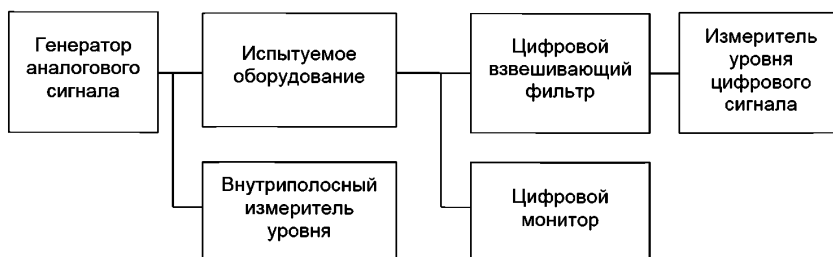 Генератор
аналогового
сигнала
Испытуемое
оборудование
Цифровой
взвешивающий
фильтр
Измеритель
уровня
цифрового
сигнала
Внутриполосный
измеритель
уровня
Цифровой
монитор